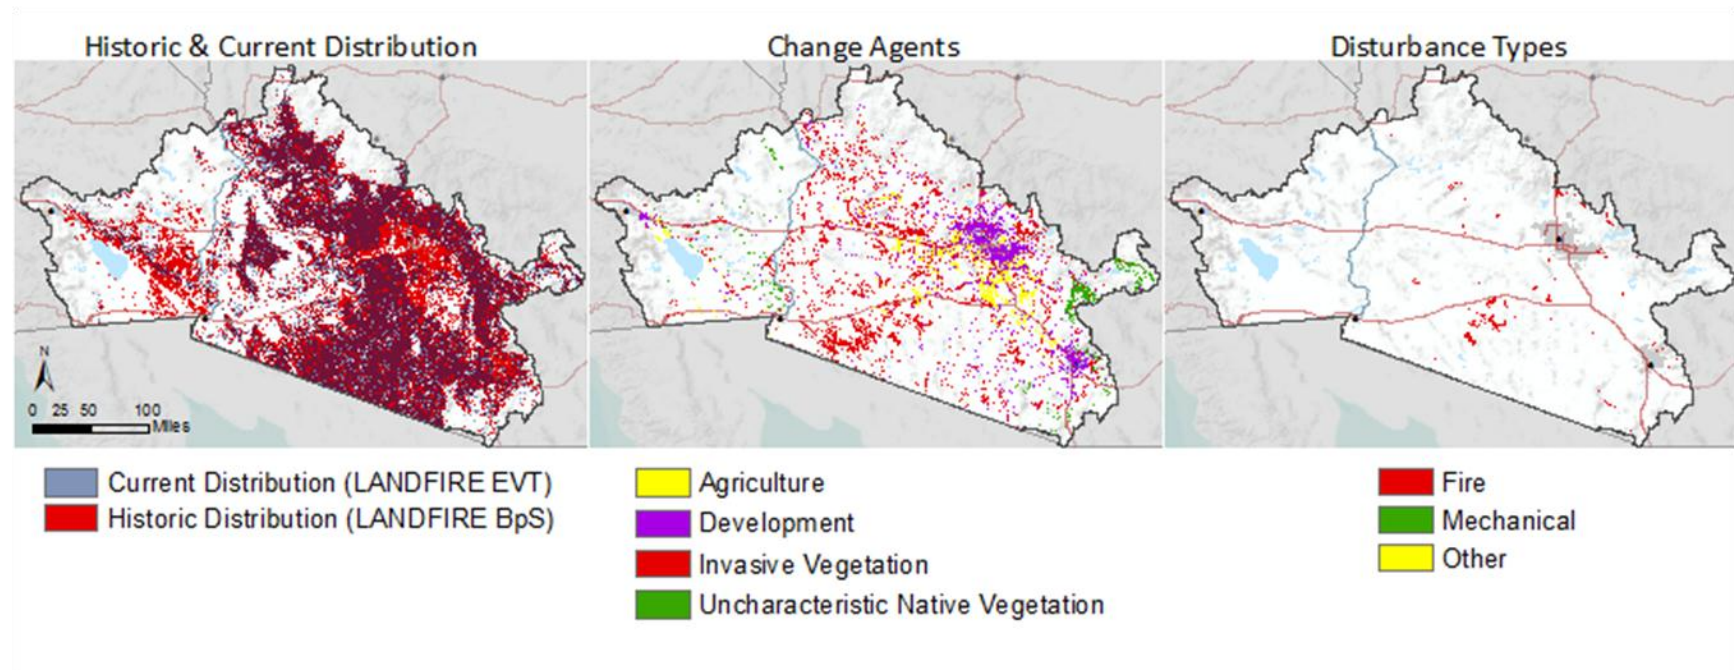 Historic & Current Distribution
Change Agents
Disturbance Types
N
0 25 50 100
Miles
Current Distribution (LANDFIRE EVT)
Historic Distribution (LANDFIRE BpS)
Agriculture
Development
Invasive Vegetation
Uncharacteristic Native Vegetation
Fire
Mechanical
Other